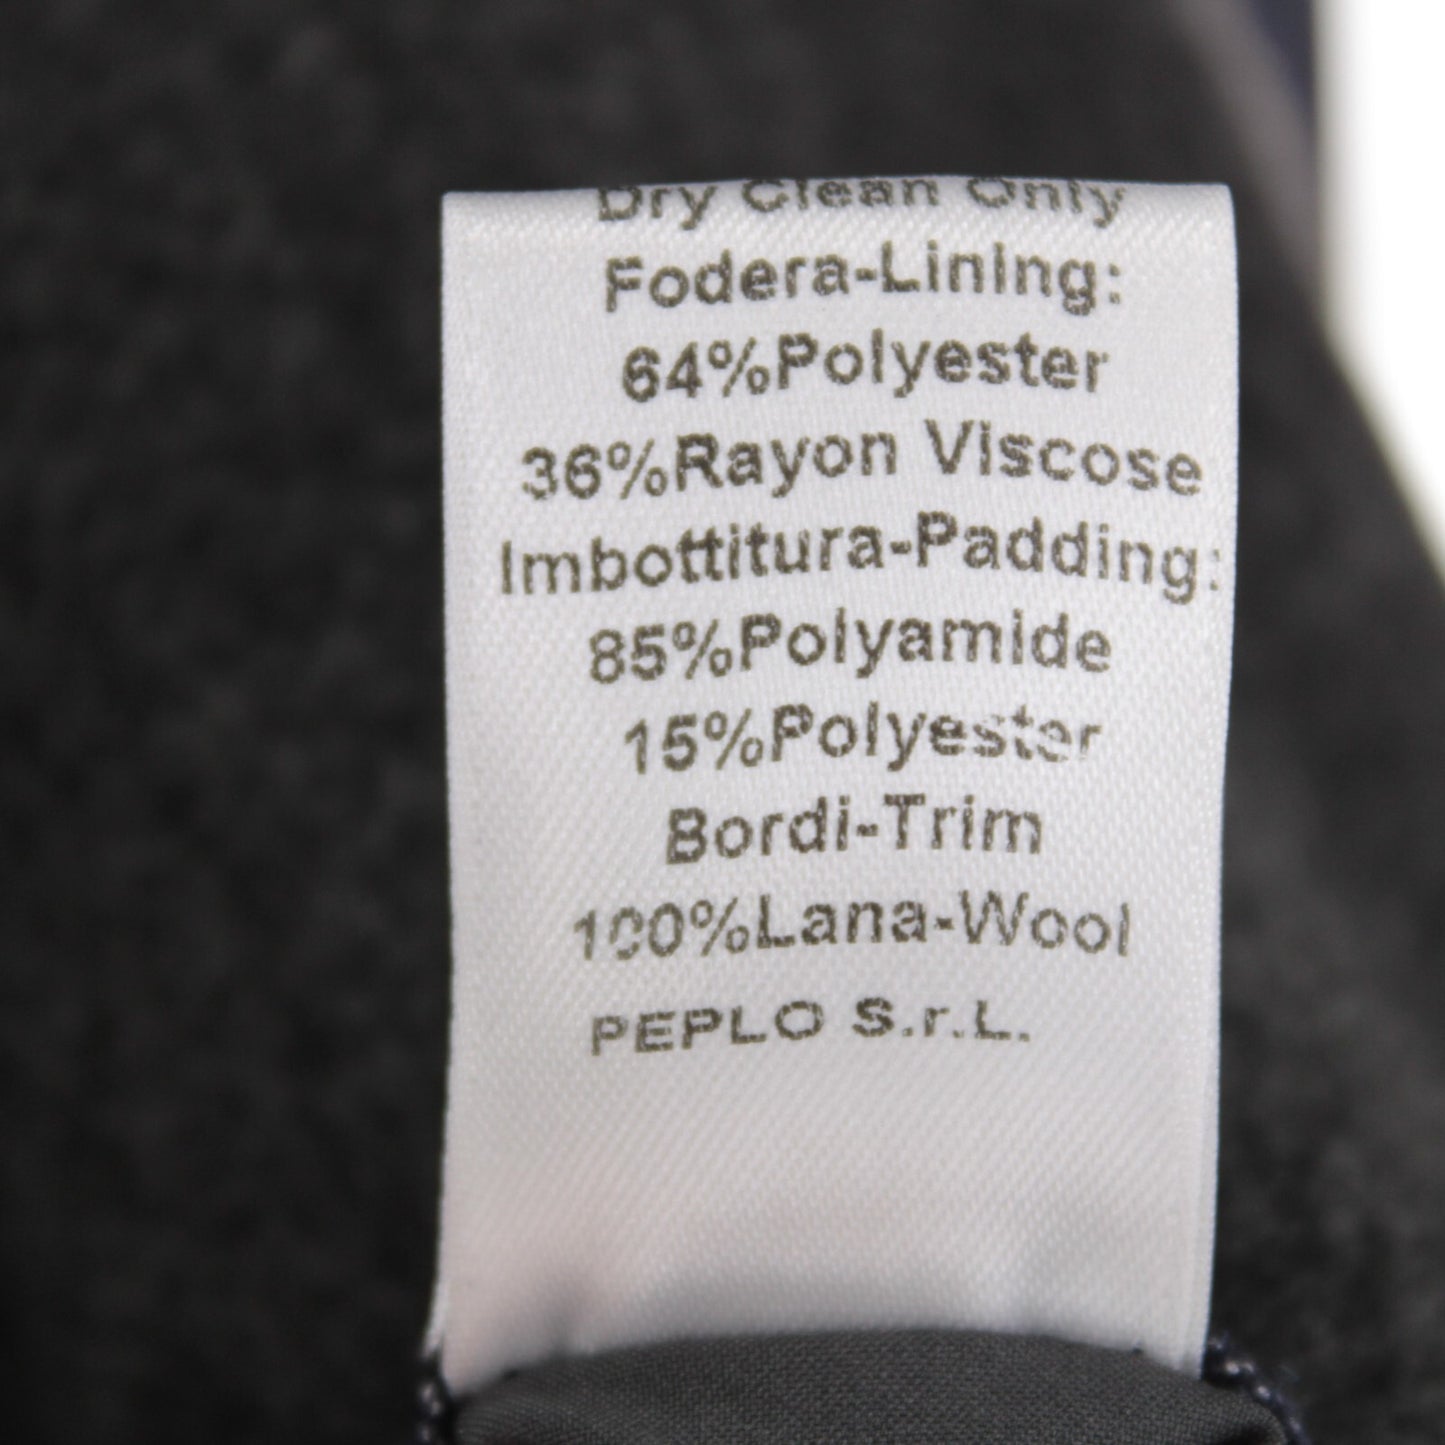 Dry Clean Only
Fodera-Lining:
64%Polyester
36%Rayon Viscose
Imbottitura-Padding:
85%Polyamide
15%Polyester
Bordi-Trim
100%Lana-Wool
PEPLO S.r.L.